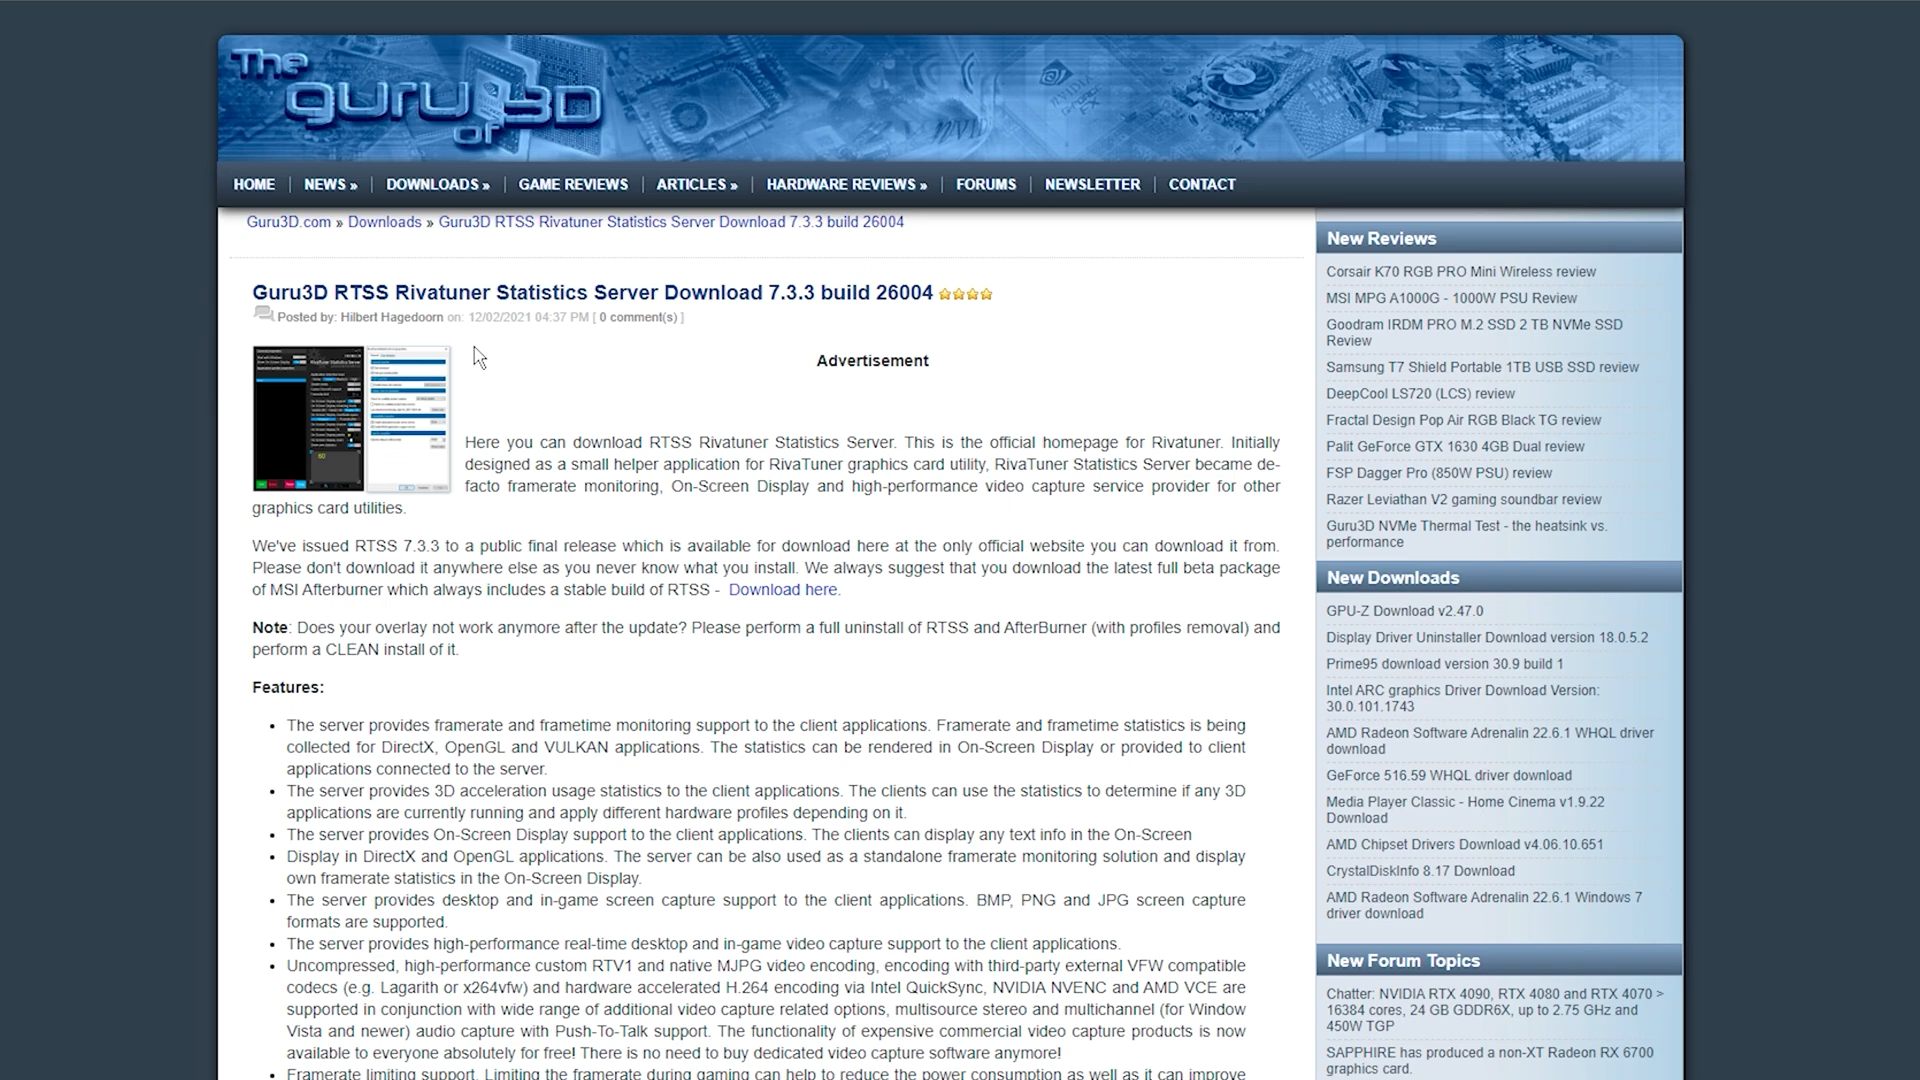 The
guru
of 3D
HOME
NEWS »
DOWNLOADS »
GAME REVIEWS
ARTICLES »
HARDWARE REVIEWS »
FORUMS
NEWSLETTER
CONTACT
Guru3D.com » Downloads » Guru3D RTSS Rivatuner Statistics Server Download 7.3.3 build 26004
Guru3D RTSS Rivatuner Statistics Server Download 7.3.3 build 26004
Posted by: Hilbert Hagedoorn on: 12/02/2021 04:37 PM [ 0 comment(s) ]
Advertisement
Here you can download RTSS Rivatuner Statistics Server. This is the official homepage for Rivatuner. Initially
designed as a small helper application for RivaTuner graphics card utility, RivaTuner Statistics Server became de-
facto framerate monitoring, On-Screen Display and high-performance video capture service provider for other
graphics card utilities.
We've issued RTSS 7.3.3 to a public final release which is available for download here at the only official website you can download it from.
Please don't download it anywhere else as you never know what you install. We always suggest that you download the latest full beta package
of MSI Afterburner which always includes a stable build of RTSS - Download here.
Note: Does your overlay not work anymore after the update? Please perform a full uninstall of RTSS and AfterBurner (with profiles removal) and
perform a CLEAN install of it.
Features:
• The server provides framerate and frametime monitoring support to the client applications. Framerate and frametime statistics is being
collected for DirectX, OpenGL and VULKAN applications. The statistics can be rendered in On-Screen Display or provided to client
applications connected to the server.
• The server provides 3D acceleration usage statistics to the client applications. The clients can use the statistics to determine if any 3D
applications are currently running and apply different hardware profiles depending on it.
• The server provides On-Screen Display support to the client applications. The clients can display any text info in the On-Screen
• Display in DirectX and OpenGL applications. The server can be also used as a standalone framerate monitoring solution and display
own framerate statistics in the On-Screen Display.
• The server provides desktop and in-game screen capture support to the client applications. BMP, PNG and JPG screen capture
formats are supported.
• The server provides high-performance real-time desktop and in-game video capture support to the client applications.
• Uncompressed, high-performance custom RTV1 and native MJPG video encoding, encoding with third-party external VFW compatible
codecs (e.g. Lagarith or x264vfw) and hardware accelerated H.264 encoding via Intel QuickSync, NVIDIA NVENC and AMD VCE are
supported in conjunction with wide range of additional video capture related options, multisource stereo and multichannel (for Window
Vista and newer) audio capture with Push-To-Talk support. The functionality of expensive commercial video capture products is now
available to everyone absolutely for free! There is no need to buy dedicated video capture software anymore!
• Framerate limiting support. Limiting the framerate during gaming can help to reduce the power consumption as well as it can improve
New Reviews
Corsair K70 RGB PRO Mini Wireless review
MSI MPG A1000G - 1000W PSU Review
Goodram IRDM PRO M.2 SSD 2 TB NVMe SSD
Review
Samsung T7 Shield Portable 1TB USB SSD review
DeepCool LS720 (LCS) review
Fractal Design Pop Air RGB Black TG review
Palit GeForce GTX 1630 4GB Dual review
FSP Dagger Pro (850W PSU) review
Razer Leviathan V2 gaming soundbar review
Guru3D NVMe Thermal Test - the heatsink vs.
performance
New Downloads
GPU-Z Download v2.47.0
Display Driver Uninstaller Download version 18.0.5.2
Prime95 download version 30.9 build 1
Intel ARC graphics Driver Download Version:
30.0.101.1743
AMD Radeon Software Adrenalin 22.6.1 WHQL driver
download
GeForce 516.59 WHQL driver download
Media Player Classic - Home Cinema v1.9.22
Download
AMD Chipset Drivers Download v4.06.10.651
CrystalDiskInfo 8.17 Download
AMD Radeon Software Adrenalin 22.6.1 Windows 7
driver download
New Forum Topics
Chatter: NVIDIA RTX 4090, RTX 4080 and RTX 4070 >
16384 cores, 24 GB GDDR6X, up to 2.75 GHz and
450W TGP
SAPPHIRE has produced a non-XT Radeon RX 6700
graphics card.